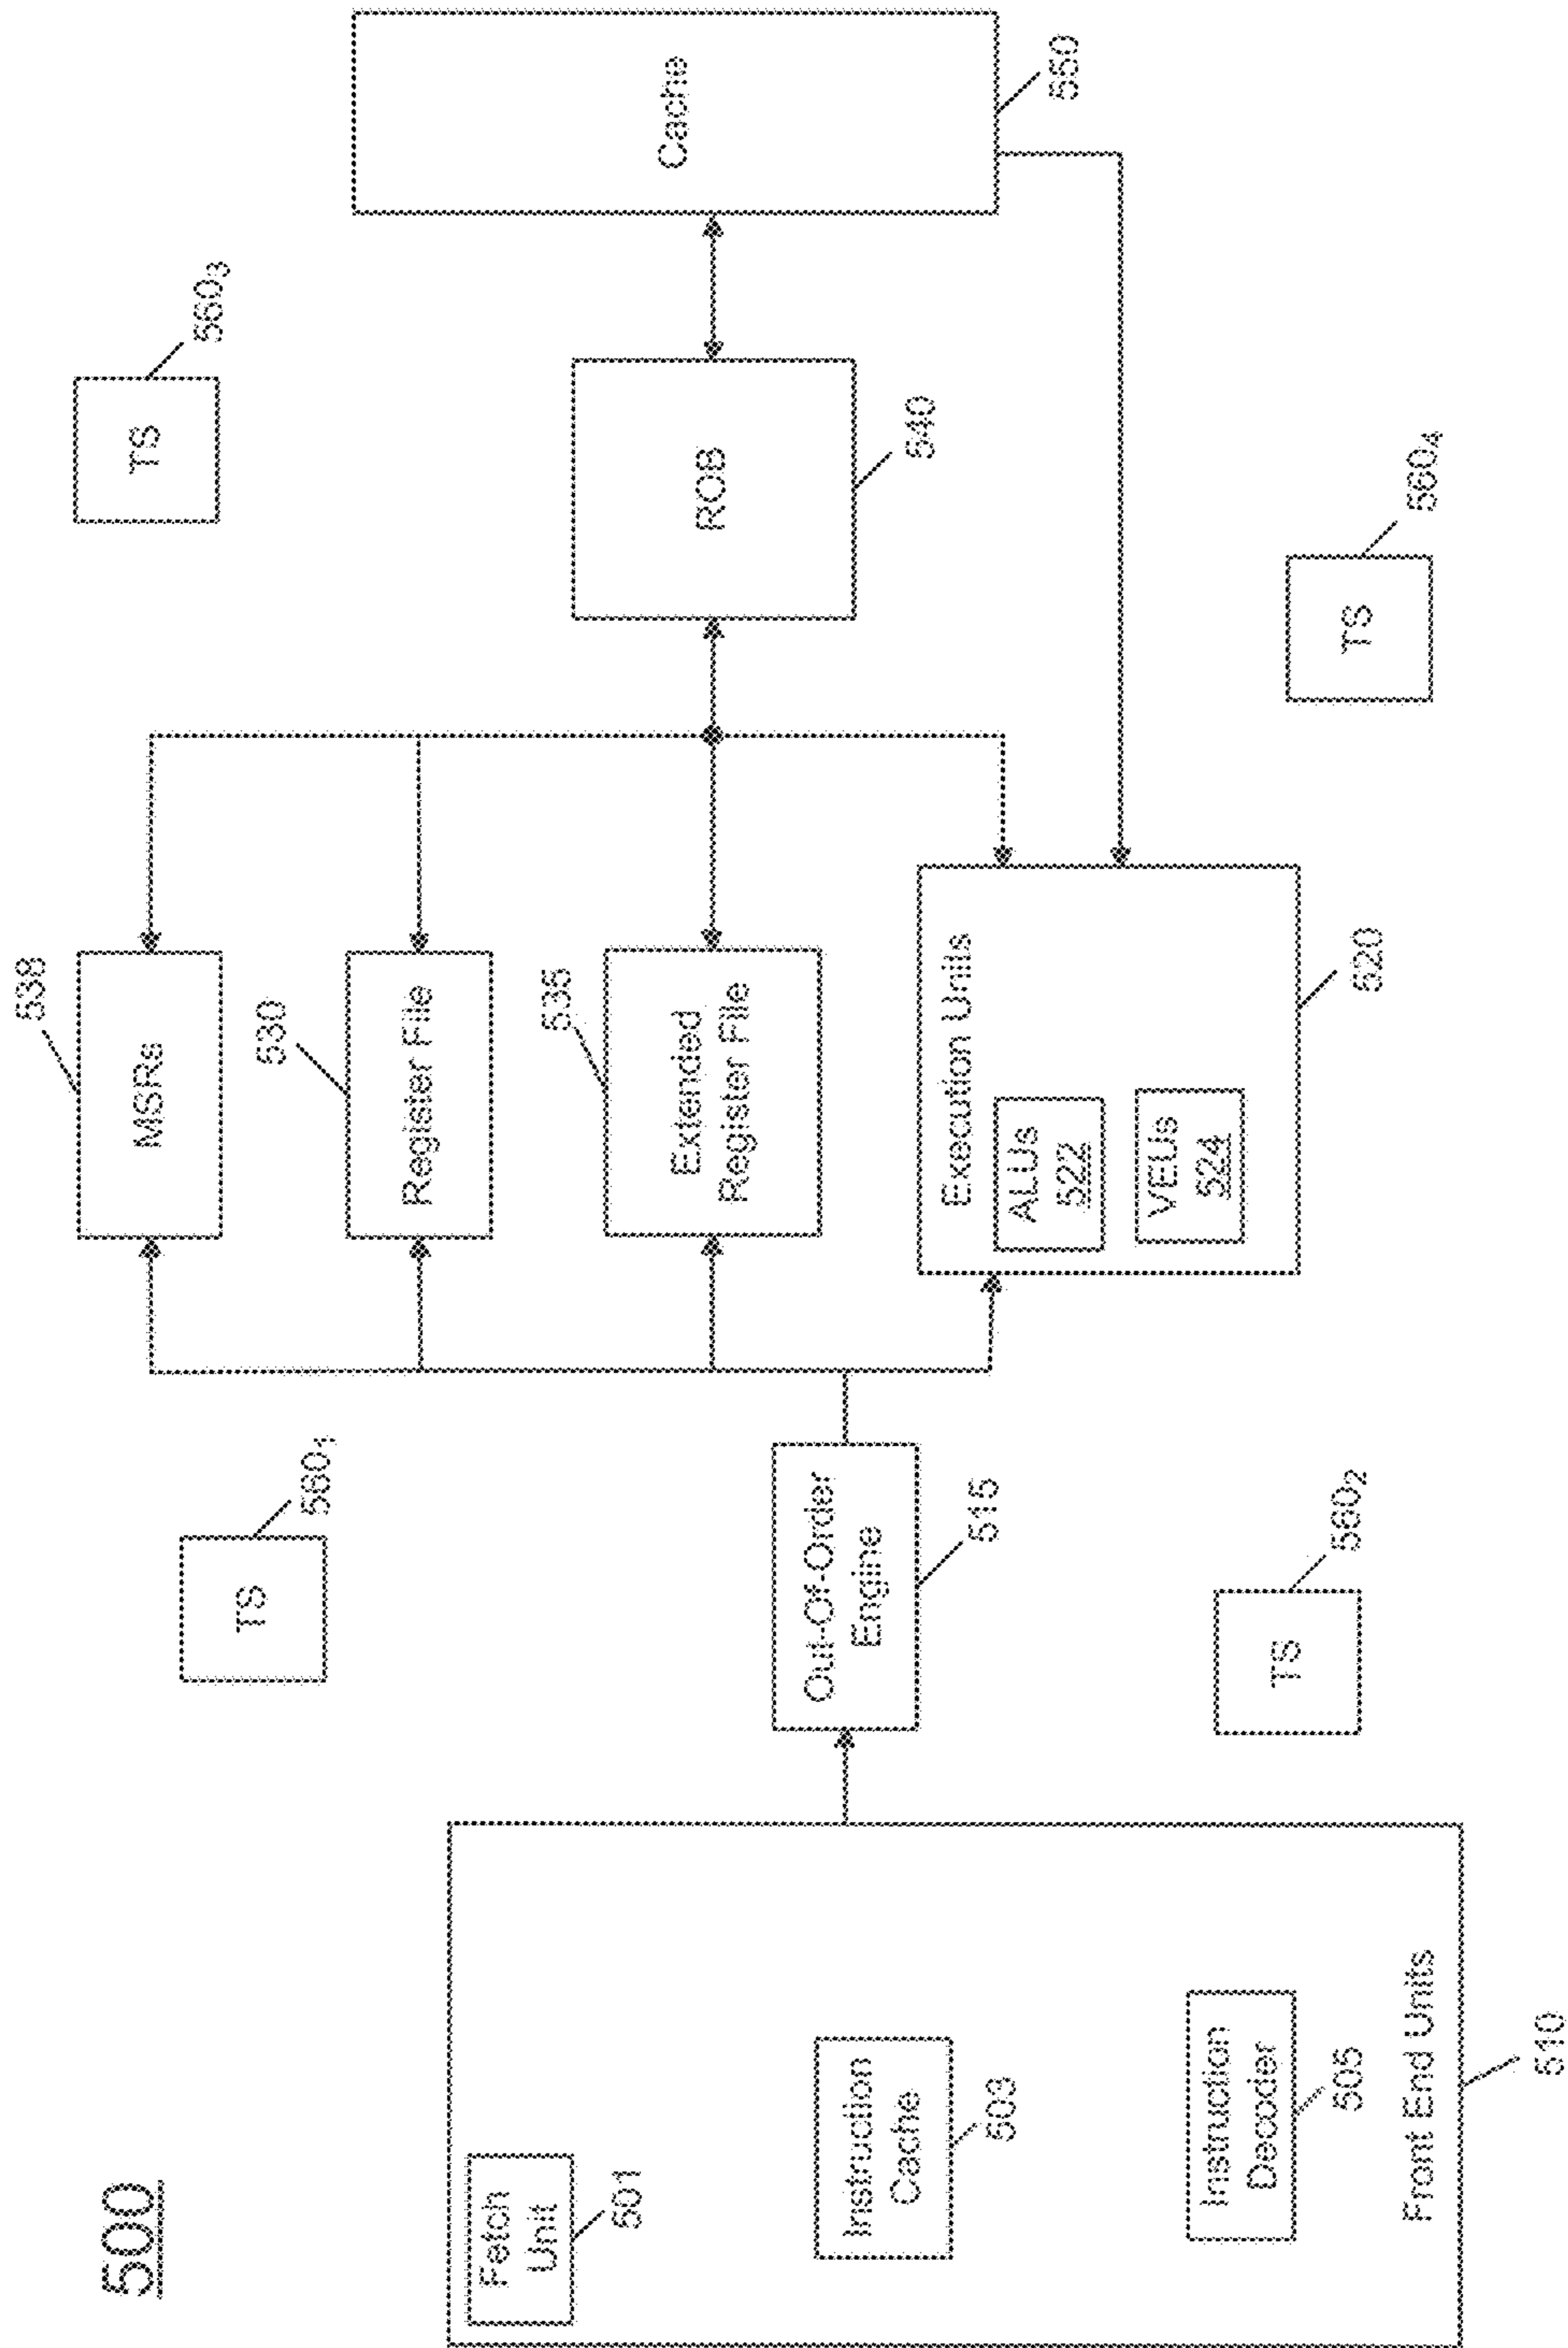 500
Fetch
Unit
501
Instruction
Cache
503
Instruction
Decoder
505
Front End Units
510
Out-Of-Order
Engine
515
TS
560₁
TS
560₂
MSRs
538
Register File
530
Extended
Register File
535
Execution Units
ALUs
522
VEUs
524
520
ROB
540
TS
560₃
TS
560₄
Cache
550